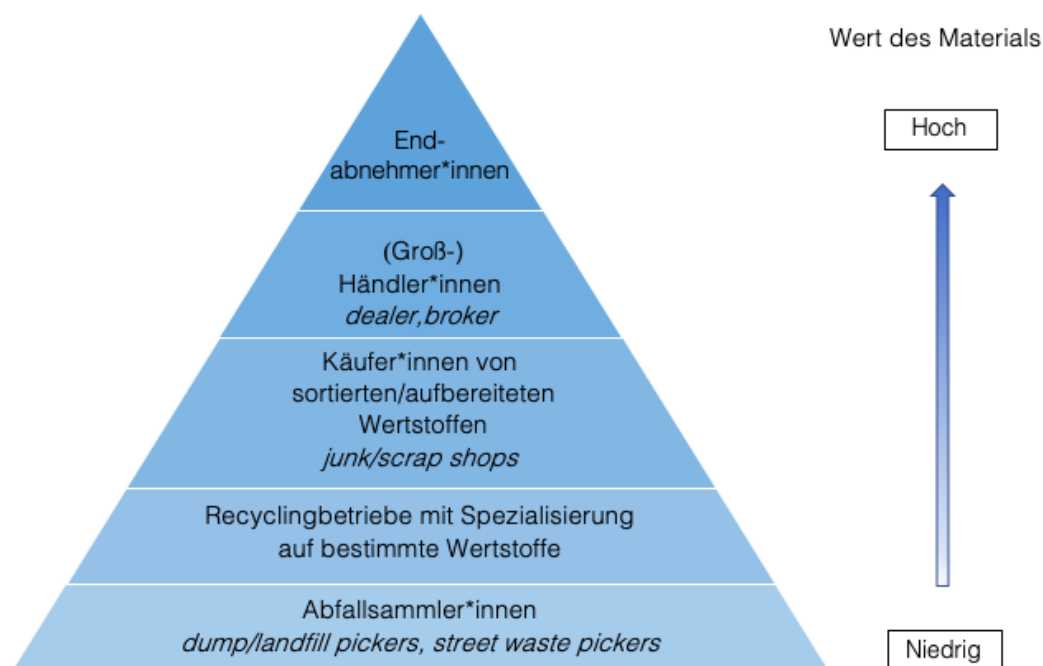 Wert des Materials
Hoch
End-
abnehmer*innen
(Groß-)
Händler*innen
dealer,broker
Käufer*innen von
sortierten/aufbereiteten
Wertstoffen
junk/scrap shops
Recyclingbetriebe mit Spezialisierung
auf bestimmte Wertstoffe
Abfallsammler*innen
dump/landfill pickers, street waste pickers
Niedrig